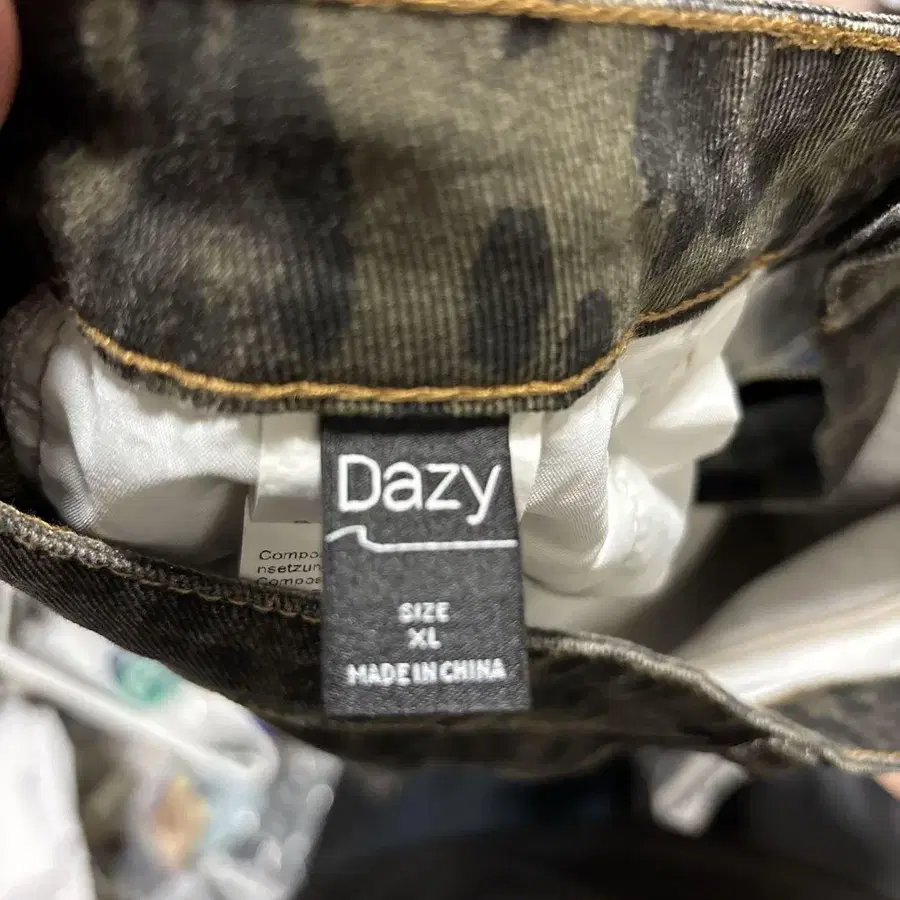 Dazy
SIZE
XL
MADE IN CHINA
Compo
nsetzun
Compos